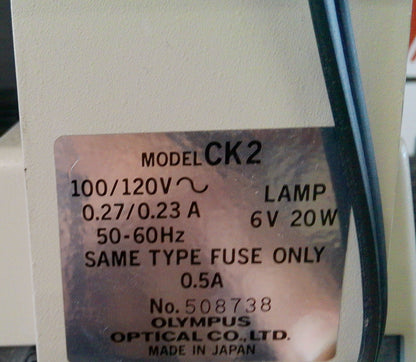 MODEL CK2
100/120V～
0.27/0.23 A
50-60Hz
LAMP
6V 20W
SAME TYPE FUSE ONLY
0.5A
No. 508738
OLYMPUS
OPTICAL CO., LTD.
MADE IN JAPAN